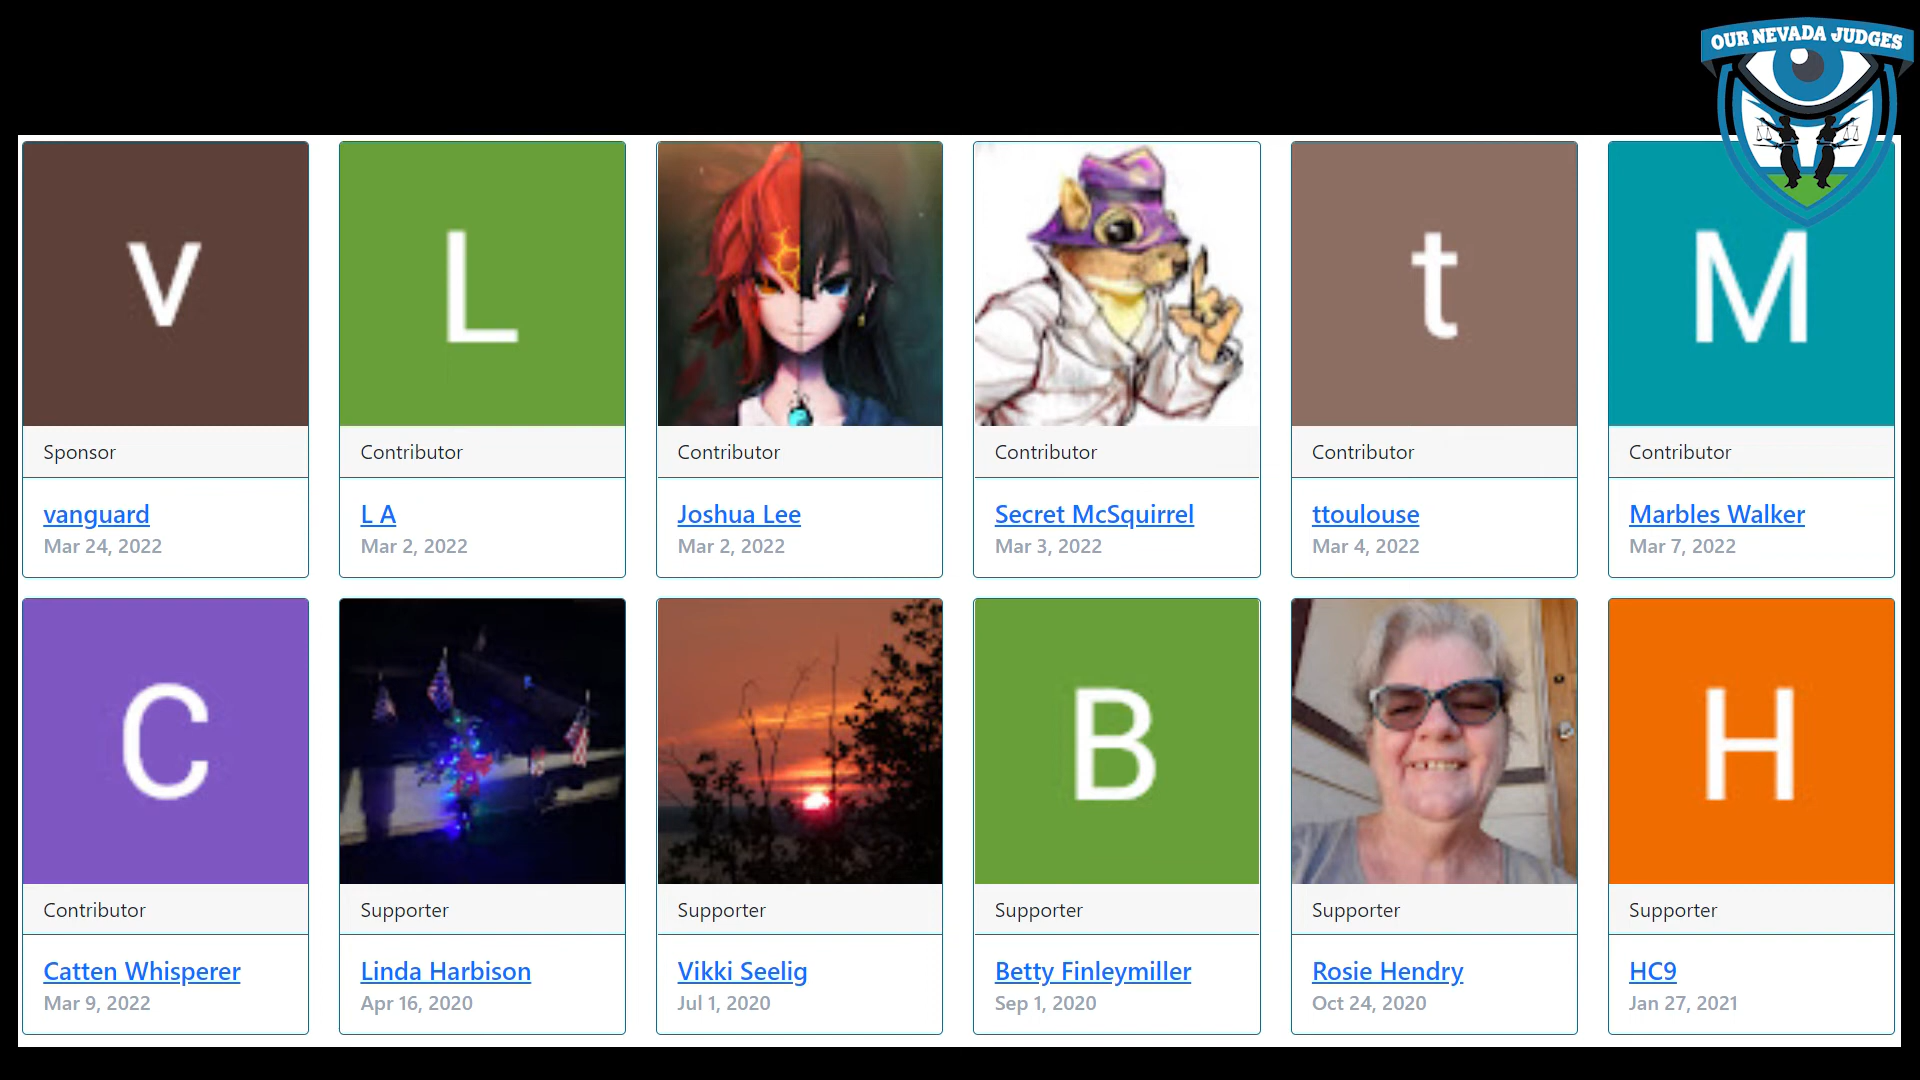 OUR NEVADA JUDGES
v
L
t
M
Sponsor
Contributor
Contributor
Contributor
Contributor
Contributor
vanguard
L A
Joshua Lee
Secret McSquirrel
ttoulouse
Marbles Walker
Mar 24, 2022
Mar 2, 2022
Mar 2, 2022
Mar 3, 2022
Mar 4, 2022
Mar 7, 2022
C
B
H
Contributor
Supporter
Supporter
Supporter
Supporter
Supporter
Catten Whisperer
Linda Harbison
Vikki Seelig
Betty Finleymiller
Rosie Hendry
HC9
Mar 9, 2022
Apr 16, 2020
Jul 1, 2020
Sep 1, 2020
Oct 24, 2020
Jan 27, 2021